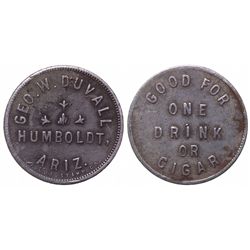 GEO. W. DUVALL
HUMBOLDT,
ARIZ.
GOOD FOR
ONE
DRINK
OR
CIGAR